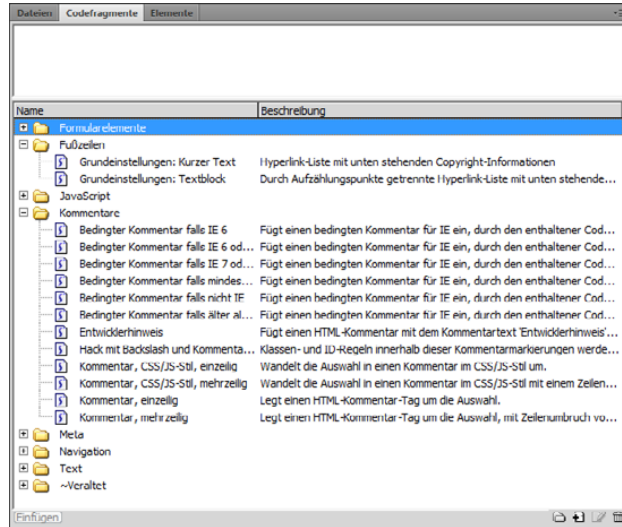 Dateien Codefragmente Elemente
Name Beschreibung
Formularelemente
Fußzeilen
Grundeinstellungen: Kurzer Text Hyperlink-Liste mit unten stehenden Copyright-Informationen
Grundeinstellungen: Textblock Durch Aufzählungspunkte getrennte Hyperlink-Liste mit unten stehende...
JavaScript
Kommentare
Bedingter Kommentar falls IE 6 Fügt einen bedingten Kommentar für IE ein, durch den enthaltener Cod...
Bedingter Kommentar falls IE 6 od... Fügt einen bedingten Kommentar für IE ein, durch den enthaltener Cod...
Bedingter Kommentar falls IE 7 od... Fügt einen bedingten Kommentar für IE ein, durch den enthaltener Cod...
Bedingter Kommentar falls mindes... Fügt einen bedingten Kommentar für IE ein, durch den enthaltener Cod...
Bedingter Kommentar falls nicht IE Fügt einen bedingten Kommentar für IE ein, durch den enthaltener Cod...
Bedingter Kommentar falls älter al... Fügt einen bedingten Kommentar für IE ein, durch den enthaltener Cod...
Entwicklerhinweis Fügt einen HTML-Kommentar mit dem Kommentartext 'Entwicklerhinweis'...
Hack mit Backslash und Kommenta... Klassen- und ID-Regeln innerhalb dieser Kommentarmarkierungen werde...
Kommentar, CSS/JS-Stil, einzeilig Wandelt die Auswahl in einen Kommentar im CSS/JS-Stil um.
Kommentar, CSS/JS-Stil, mehrzeilig Wandelt die Auswahl in einen Kommentar im CSS/JS-Stil mit einem Zeilen...
Kommentar, einzeilig Legt einen HTML-Kommentar-Tag um die Auswahl.
Kommentar, mehrzeilig Legt einen HTML-Kommentar-Tag um die Auswahl, mit Zeilenumbruch vo...
Meta
Navigation
Text
~Veraltet
Einfügen